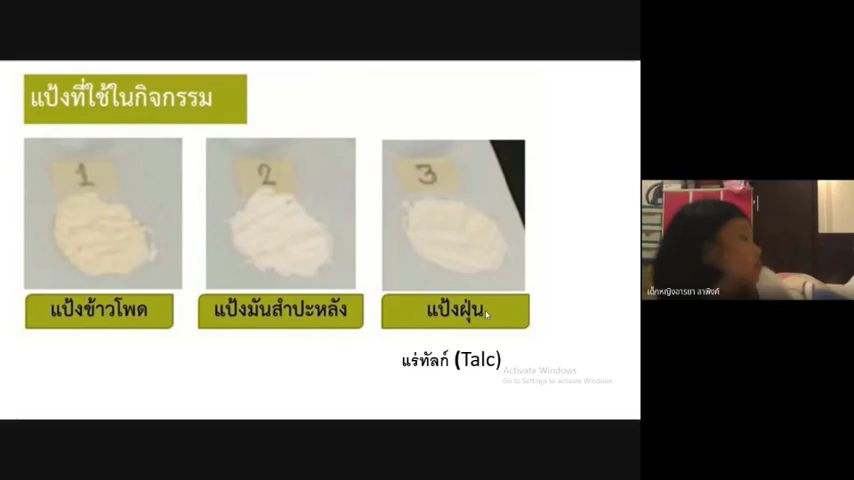 แป้งที่ใช้ในกิจกรรม
1
2
3
แป้งข้าวโพด
แป้งมันสำปะหลัง
แป้งฝุ่น
แร่ทัลก์ (Talc)
Activate Windows
Go to Settings to activate Windows.
เด็กหญิงอารยา ลาพิงค์